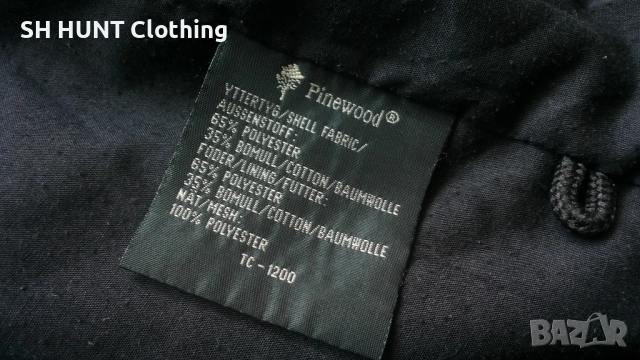 SH HUNT Clothing
Pinewood®
YTTERTYG/SHELL FABRIC/
AUSSENSTOFF:
65% POLYESTER
35% BOMULL/COTTON/BAUMWOLLE
FODER/LINING/FUTTER:
65% POLYESTER
35% BOMULL/COTTON/BAUMWOLLE
NÄT/MESH:
100% POLYESTER
TC-1200
BAZAR